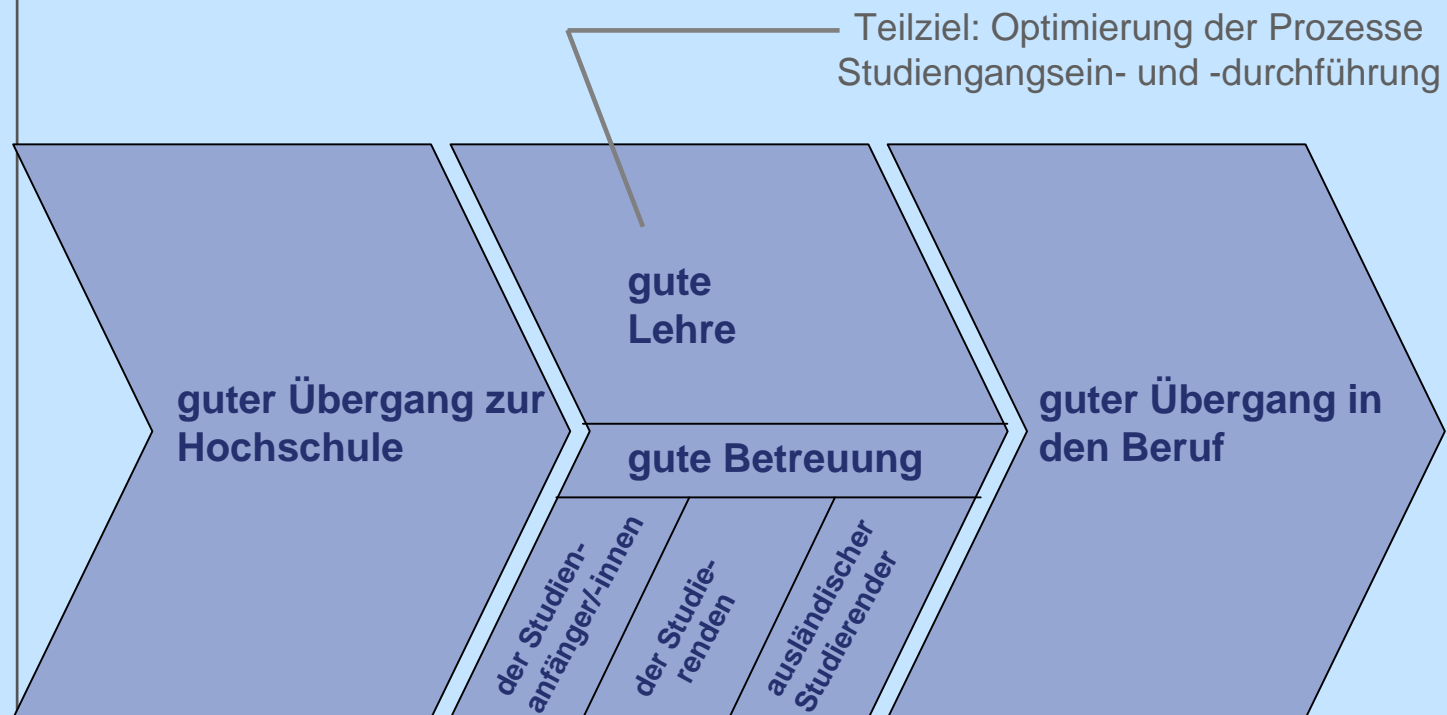 Teilziel: Optimierung der Prozesse
Studiengangsein- und -durchführung
guter Übergang zur
Hochschule
gute
Lehre
gute Betreuung
der Studien-
anfänger/-innen
der Studie-
renden
ausländischer
Studierender
guter Übergang in
den Beruf